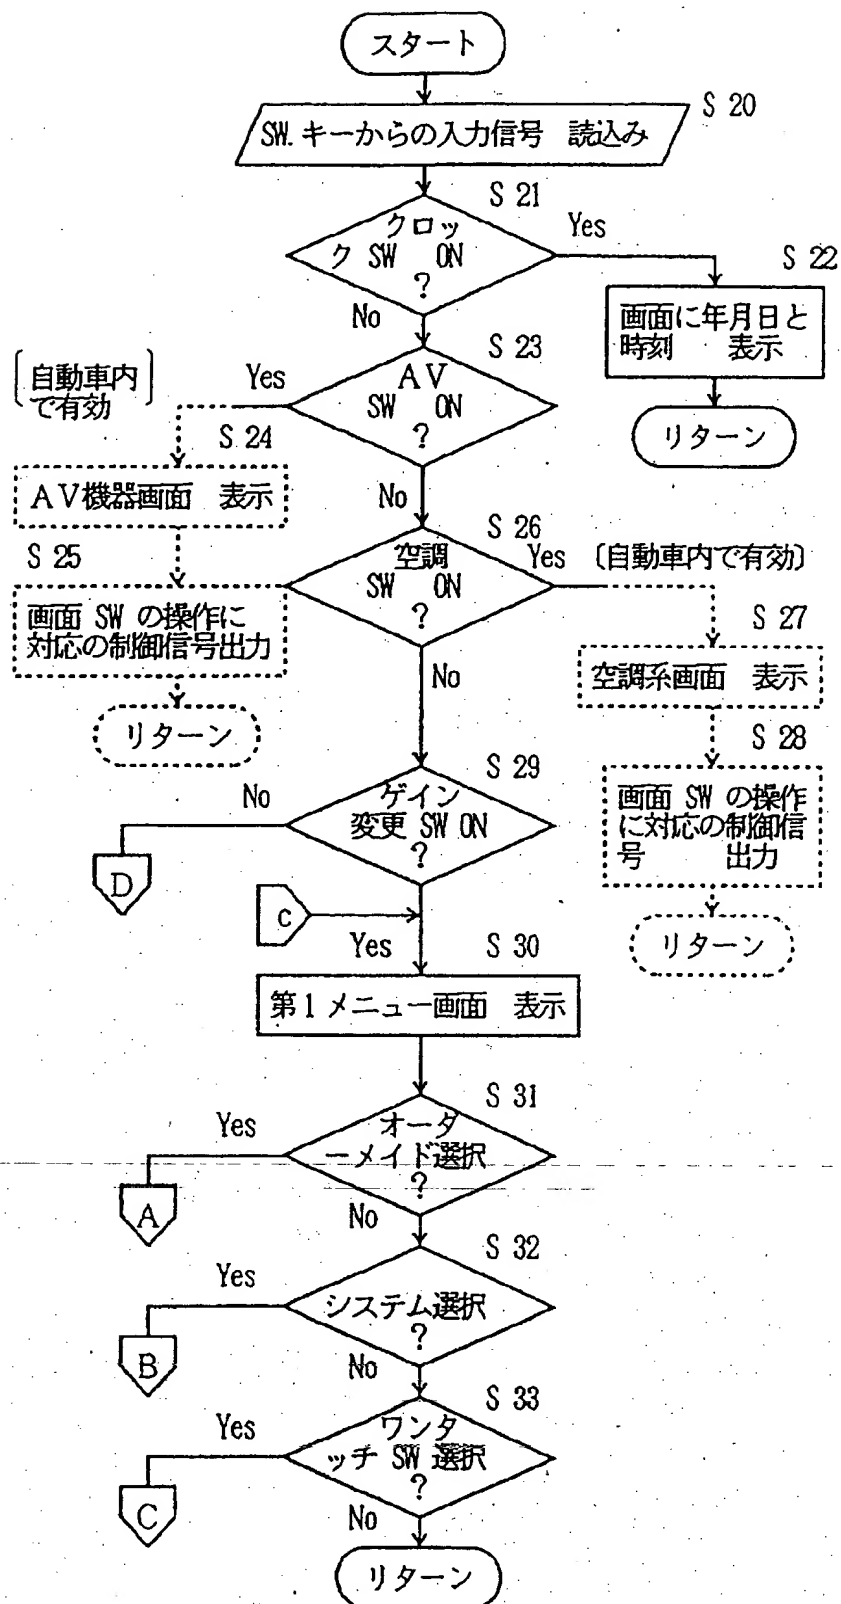 スタート
S 20
SW. キーからの入力信号 読込み
S 21
クロッ
ク SW ON
?
Yes
No
S 22
画面に年月日と
時刻 表示
リターン
S 23
AV
SW ON
?
Yes
No
自動車内
で有効
S 24
AV機器画面 表示
S 25
画面 SW の操作に
対応の制御信号出力
リターン
S 26
空調
SW ON
?
Yes 〔自動車内で有効〕
No
S 27
空調系画面 表示
S 28
画面 SW の操作
に対応の制御信
号 出力
リターン
S 29
ゲイン
変更 SW ON
?
No
D
c
Yes
S 30
第1メニュー画面 表示
S 31
オータ
ーメイド選択
?
Yes
A
No
S 32
システム選択
?
Yes
B
No
S 33
ワンタ
ッチ SW 選択
?
Yes
C
No
リターン